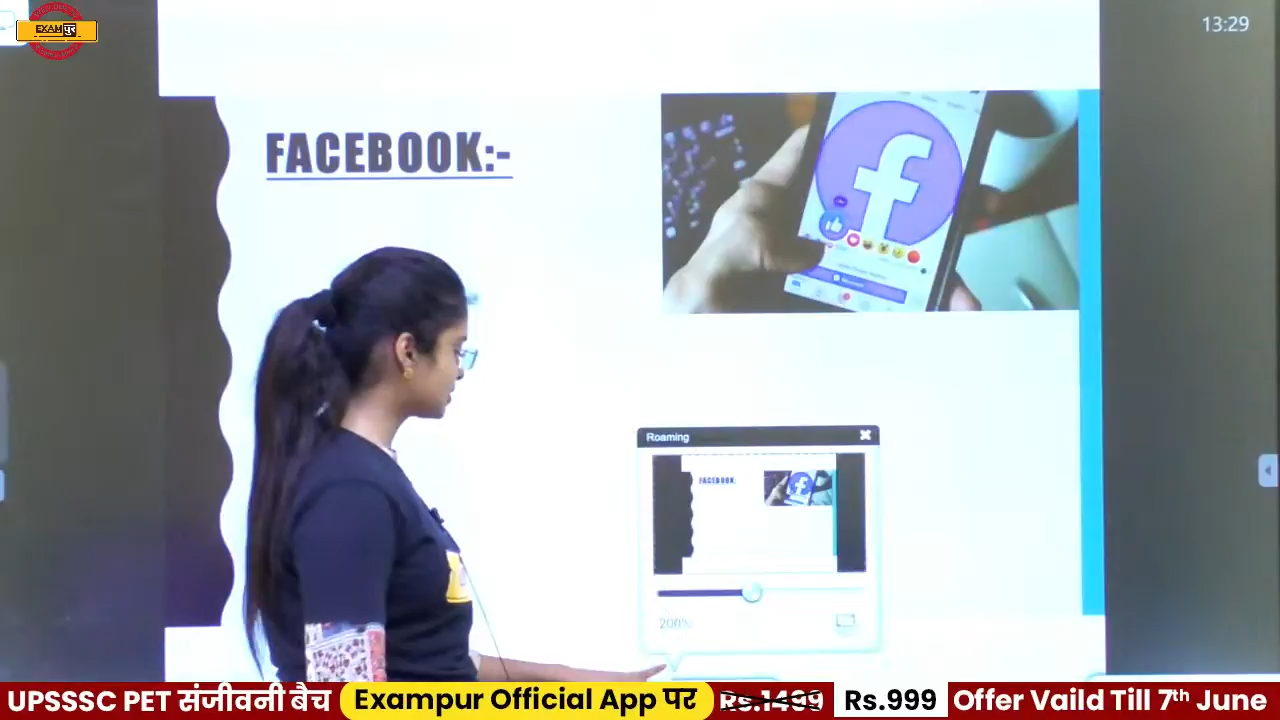 EXAMपुर
13:29
FACEBOOK:-
Roaming
FACEBOOK:
200%
UPSSSC PET संजीवनी बैच Exampur Official App पर Rs.1499 Rs.999 Offer Vaild Till 7th June